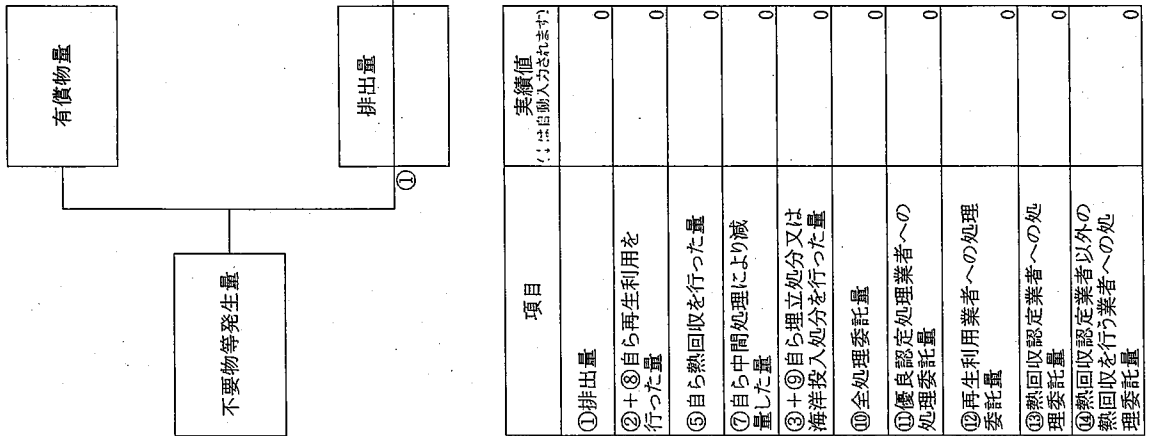 有償物量
不要物等発生量
①
排出量
項目
実績値
(は自動入力されます)
①排出量
0
②+⑧自ら再生利用を
行った量
0
⑤自ら熱回収を行った量
0
⑦自ら中間処理により減
量した量
0
③+⑨自ら埋立処分又は
海洋投入処分を行った量
0
⑩全処理委託量
0
⑪優良認定処理業者への
処理委託量
0
⑫再生利用業者への処理
委託量
0
⑬熱回収認定業者への処
理委託量
0
⑭熱回収認定業者以外の
熱回収を行う業者への処
理委託量
0